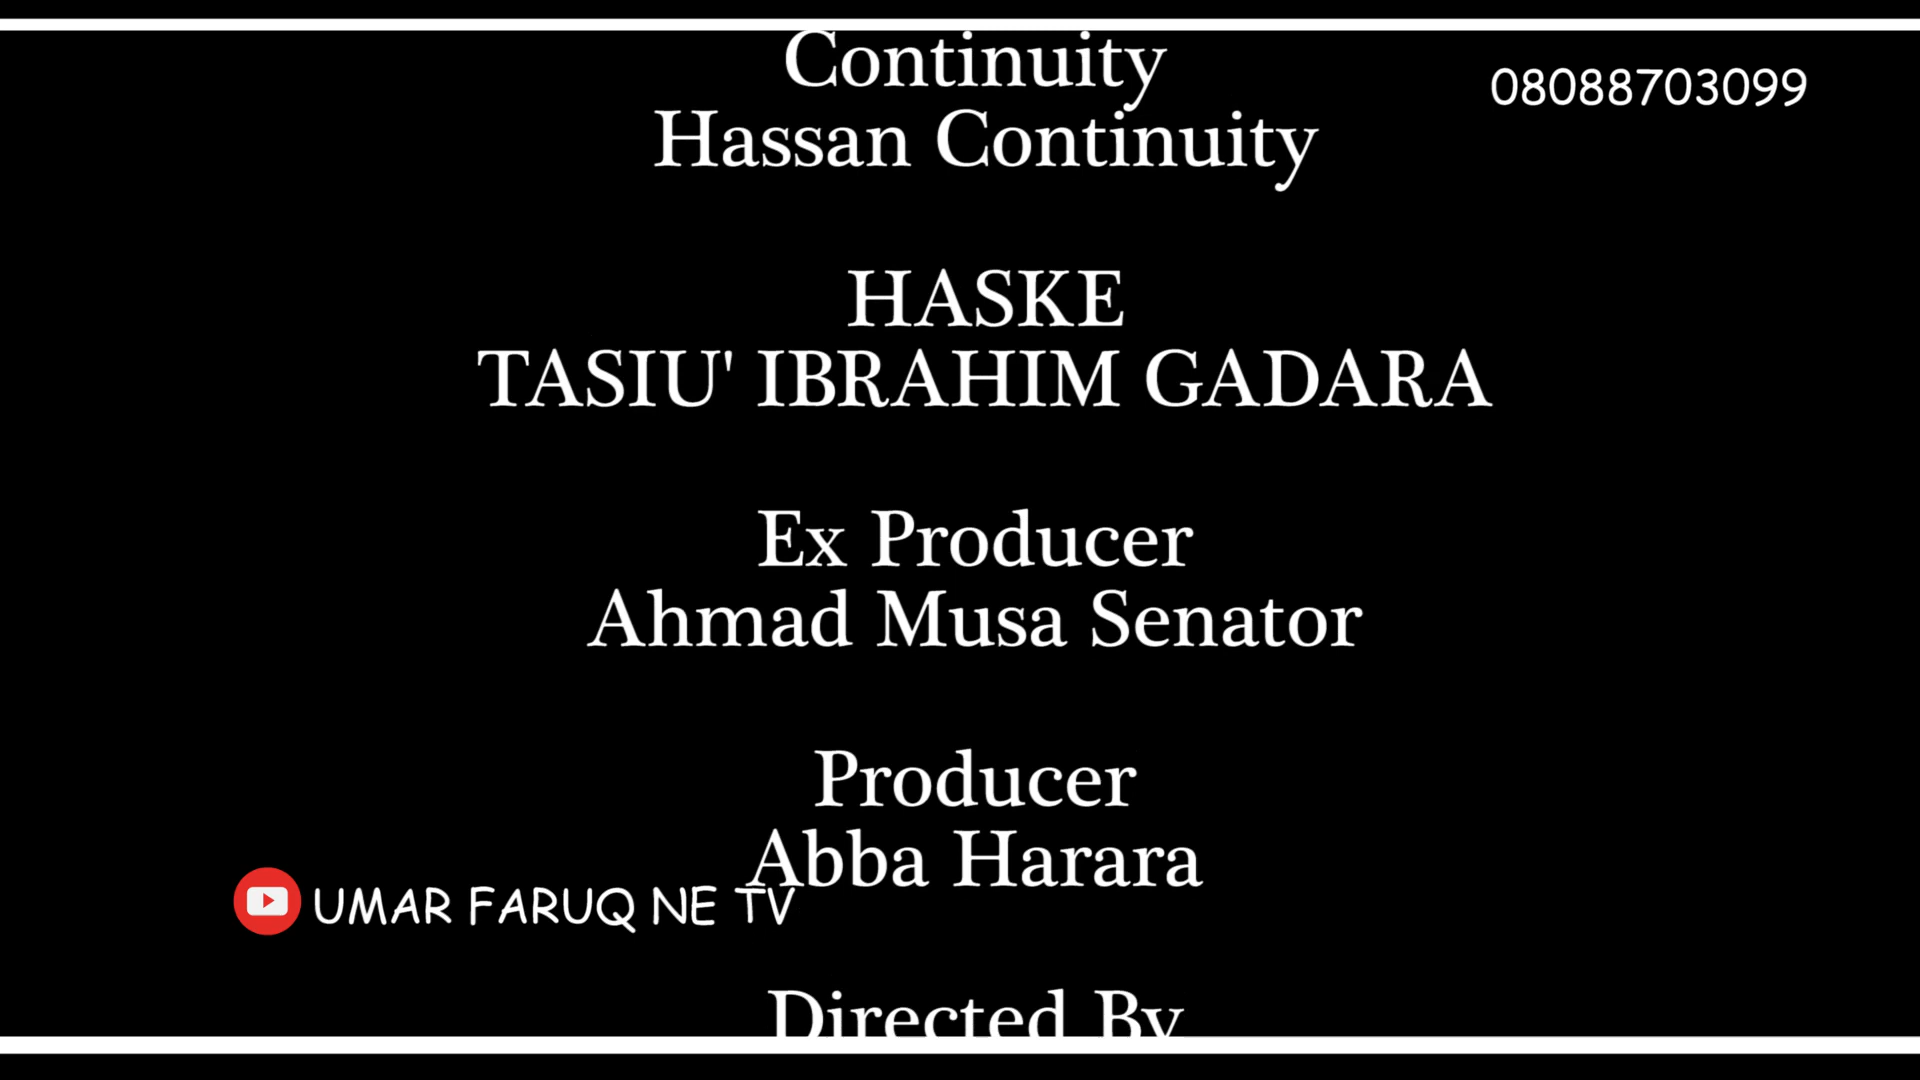 Continuity
08088703099
Hassan Continuity
HASKE
TASIU' IBRAHIM GADARA
Ex Producer
Ahmad Musa Senator
Producer
Abba Harara
UMAR FARUQ NE TV
Directed By